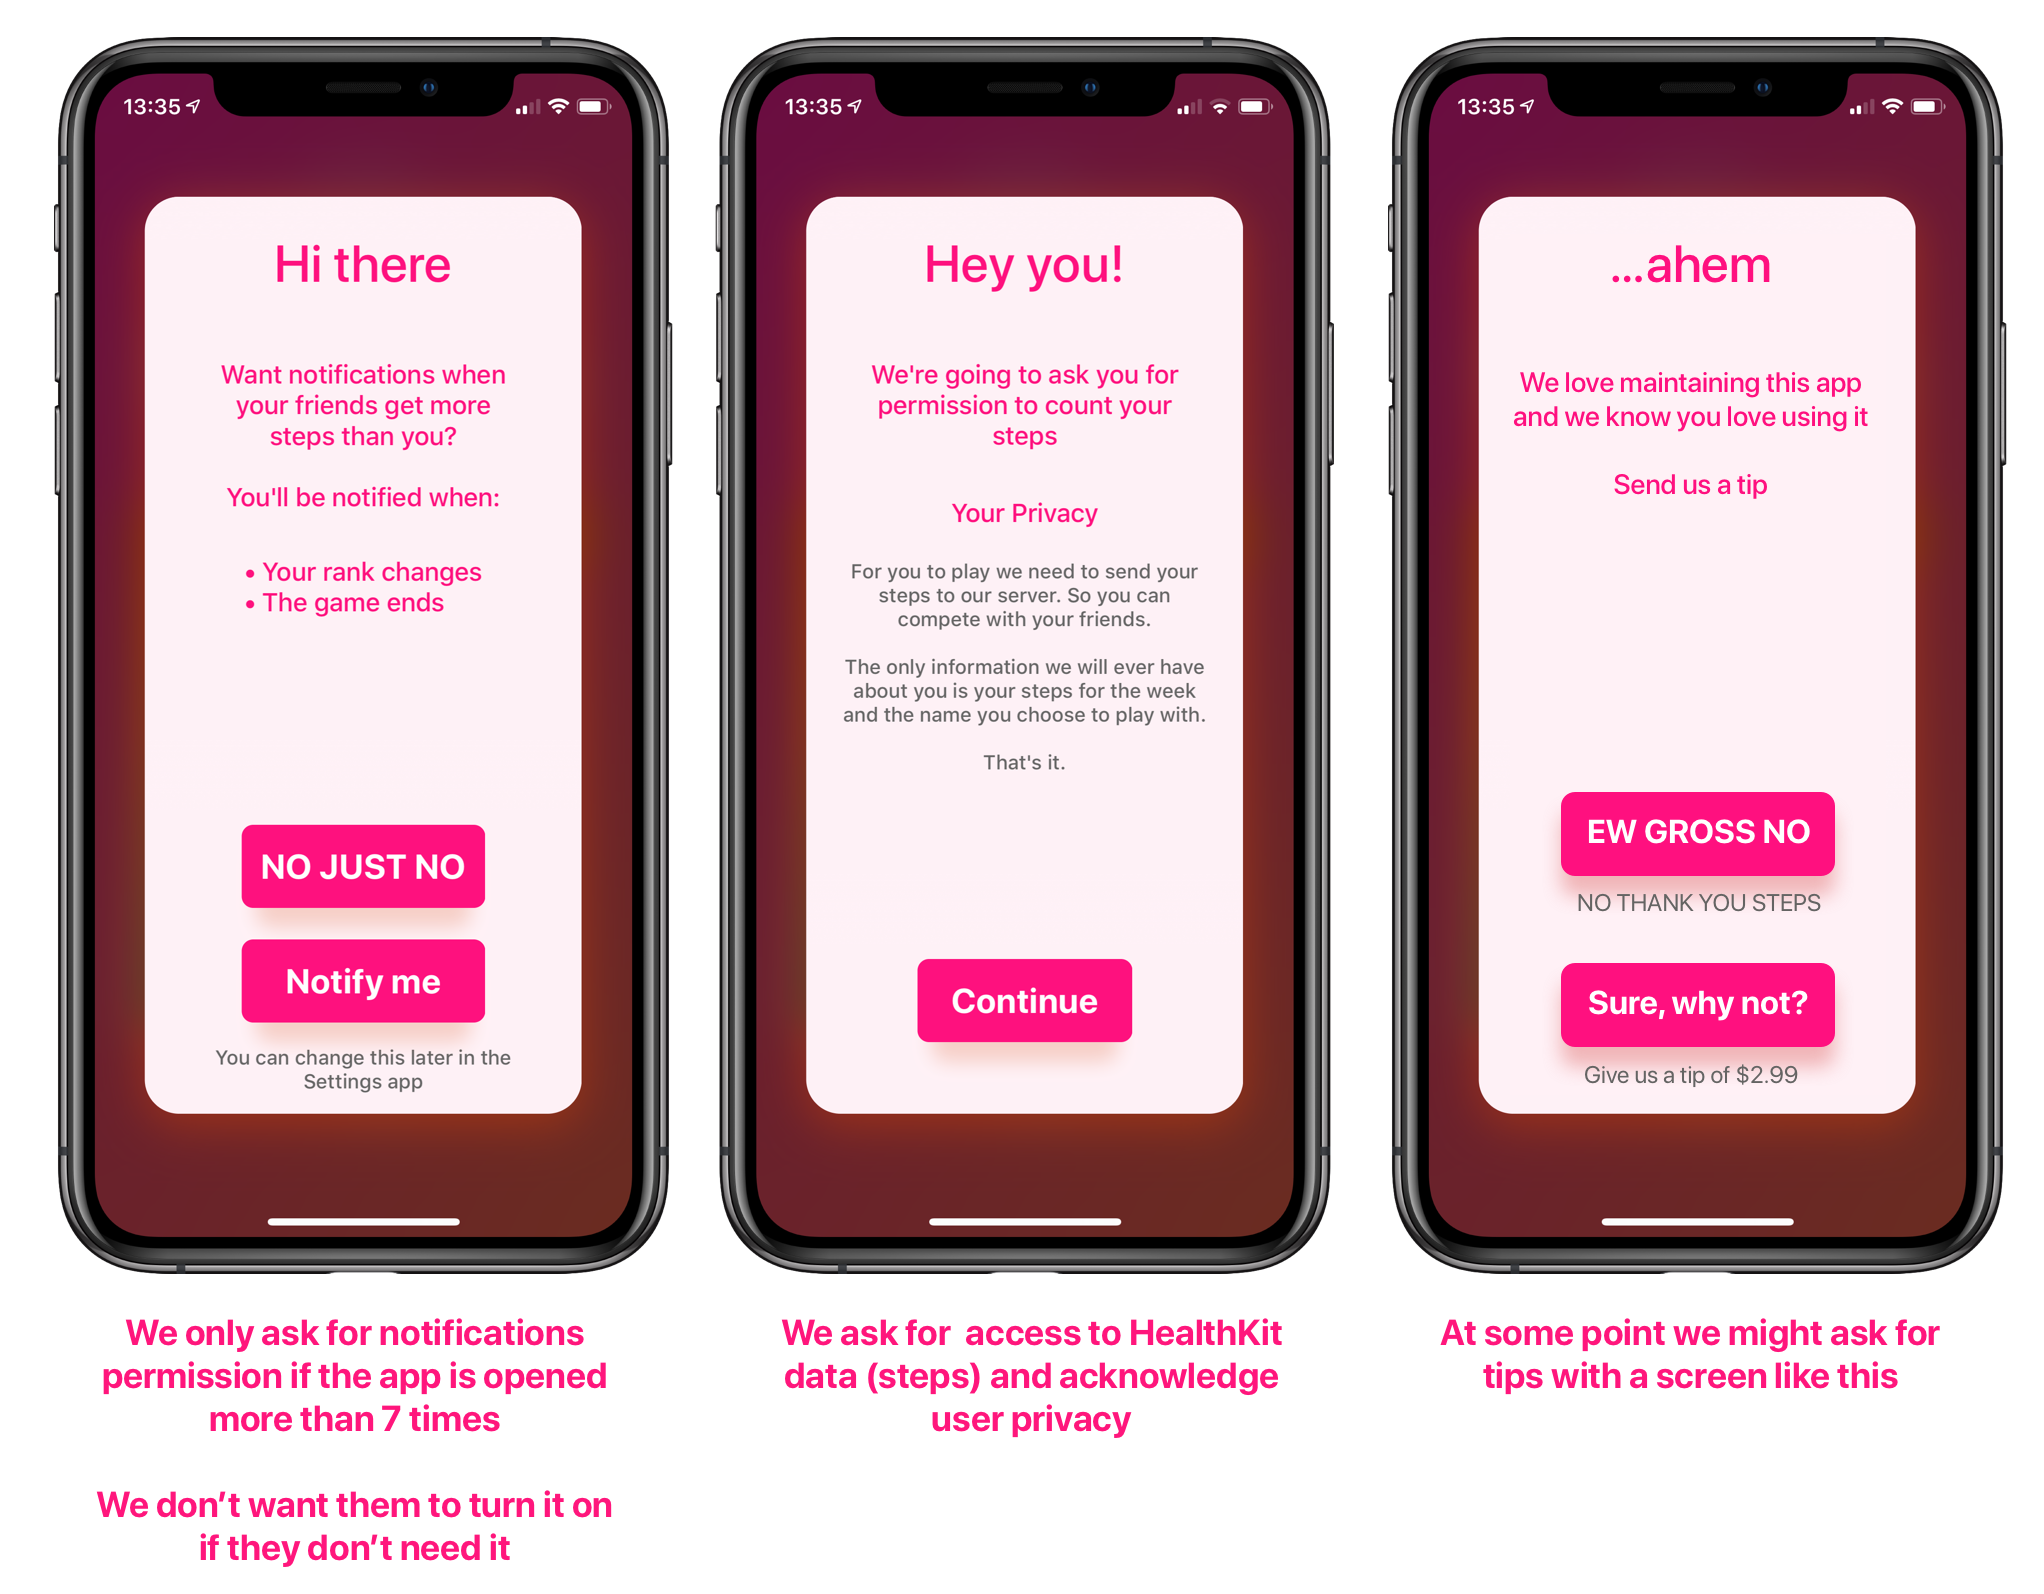 13:35
Hi there
Want notifications when
your friends get more
steps than you?
You'll be notified when:
• Your rank changes
• The game ends
NO JUST NO
Notify me
You can change this later in the
Settings app
We only ask for notifications
permission if the app is opened
more than 7 times
We don’t want them to turn it on
if they don’t need it
13:35
Hey you!
We're going to ask you for
permission to count your
steps
Your Privacy
For you to play we need to send your
steps to our server. So you can
compete with your friends.
The only information we will ever have
about you is your steps for the week
and the name you choose to play with.
That's it.
Continue
We ask for  access to HealthKit
data (steps) and acknowledge
user privacy
13:35
...ahem
We love maintaining this app
and we know you love using it
Send us a tip
EW GROSS NO
NO THANK YOU STEPS
Sure, why not?
Give us a tip of $2.99
At some point we might ask for
tips with a screen like this